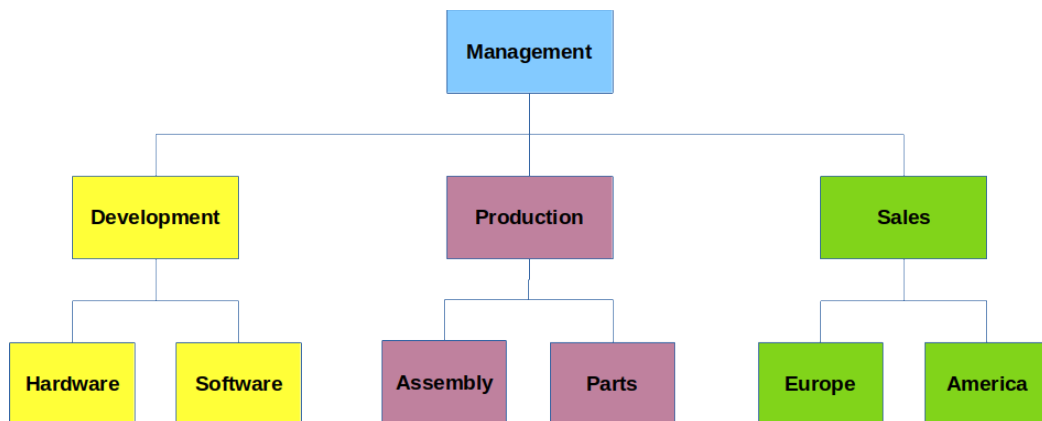 Management
Development
Production
Sales
Hardware
Software
Assembly
Parts
Europe
America